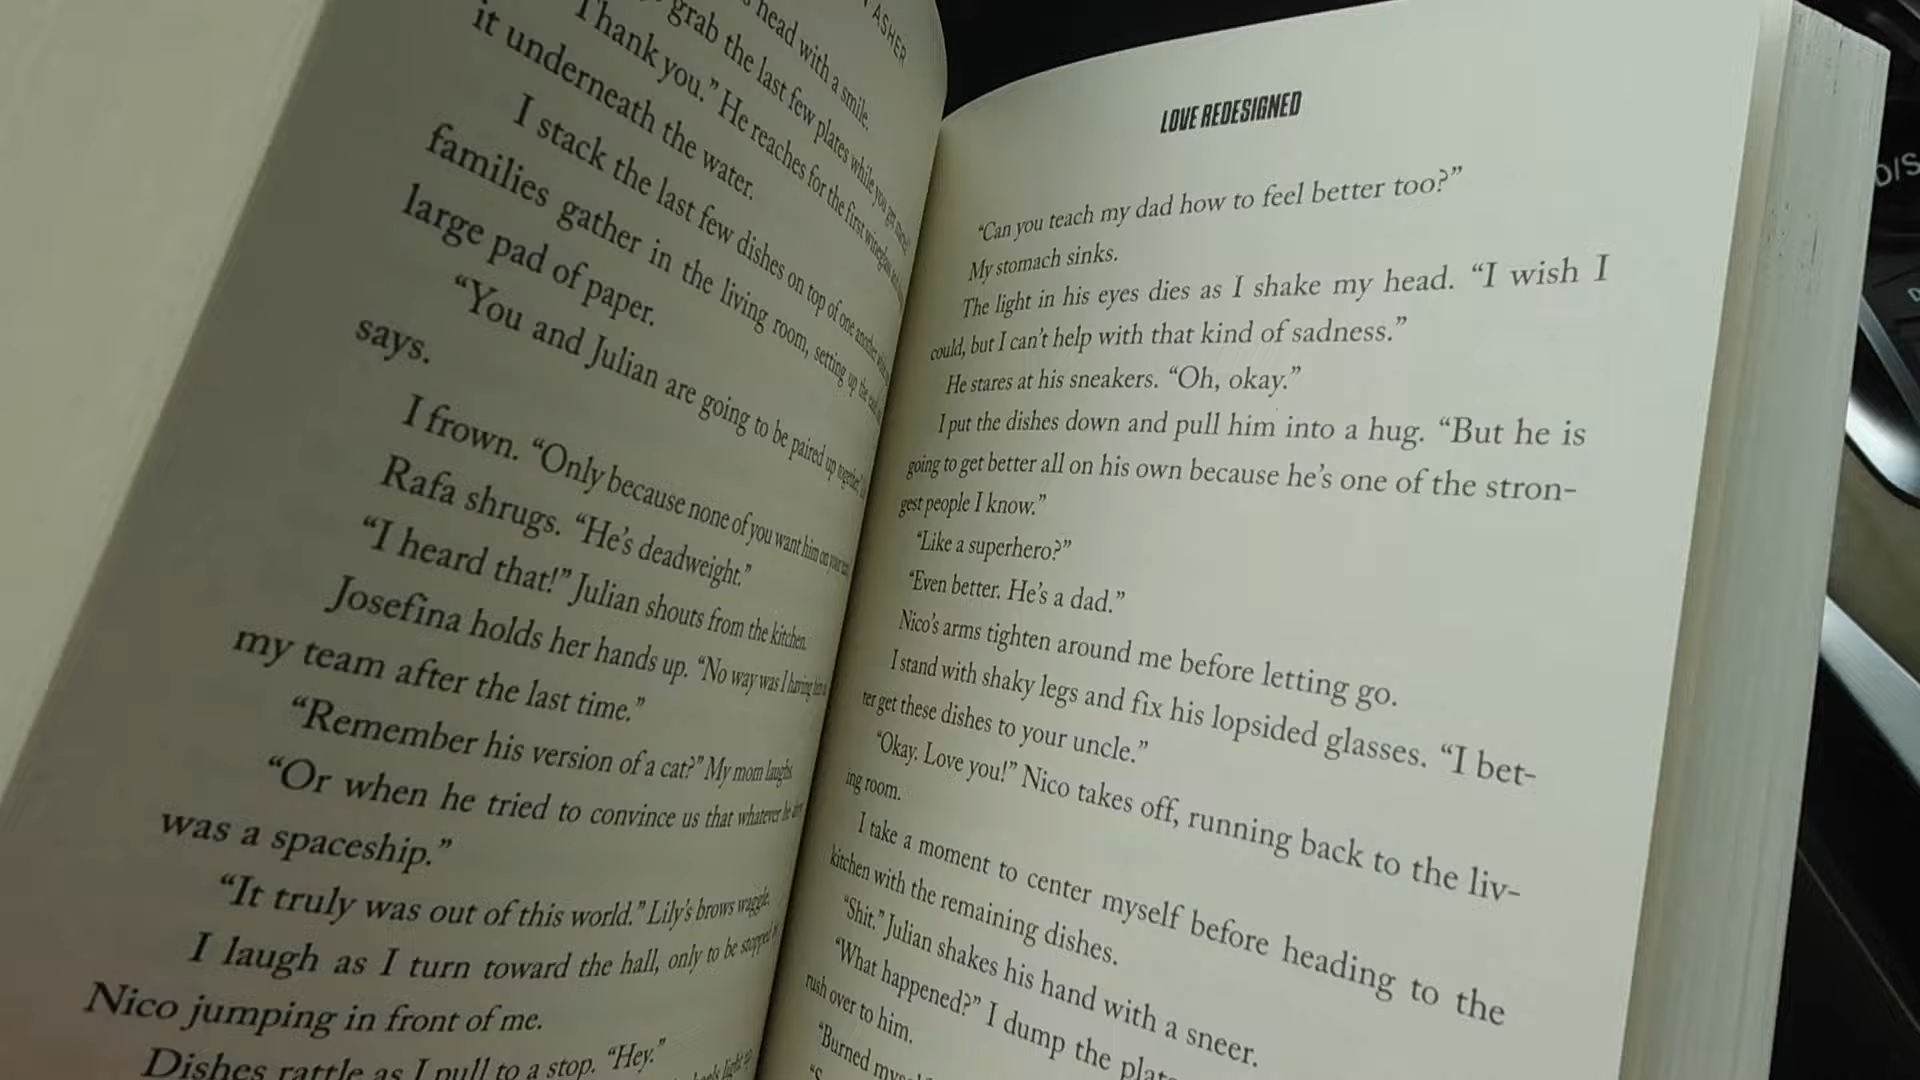 ASHER
head with a smile.
grab the last few plates while you get
Thank you.” He reaches for the first wineglass and
it underneath the water.
I stack the last few dishes on top of one another
families gather in the living room, setting up the
large pad of paper.
“You and Julian are going to be paired up together,”
says.
I frown. “Only because none of you want him on your
Rafa shrugs. “He’s deadweight.”
“I heard that!” Julian shouts from the kitchen.
Josefina holds her hands up. “No way was I having
my team after the last time.”
“Remember his version of a cat?” My mom laughs.
“Or when he tried to convince us that whatever he
was a spaceship.”
“It truly was out of this world.” Lily’s brows waggle.
I laugh as I turn toward the hall, only to be stopped
Nico jumping in front of me.
Dishes rattle as I pull to a stop. “Hey.”
LOVE REDESIGNED
“Can you teach my dad how to feel better too?”
My stomach sinks.
The light in his eyes dies as I shake my head. “I wish I
could, but I can’t help with that kind of sadness.”
He stares at his sneakers. “Oh, okay.”
I put the dishes down and pull him into a hug. “But he is
going to get better all on his own because he’s one of the stron-
gest people I know.”
“Like a superhero?”
“Even better. He’s a dad.”
Nico’s arms tighten around me before letting go.
I stand with shaky legs and fix his lopsided glasses. “I bet-
ter get these dishes to your uncle.”
“Okay. Love you!” Nico takes off, running back to the liv-
ing room.
I take a moment to center myself before heading to the
kitchen with the remaining dishes.
“Shit.” Julian shakes his hand with a sneer.
“What happened?” I dump the
rush over to him.
“Burned